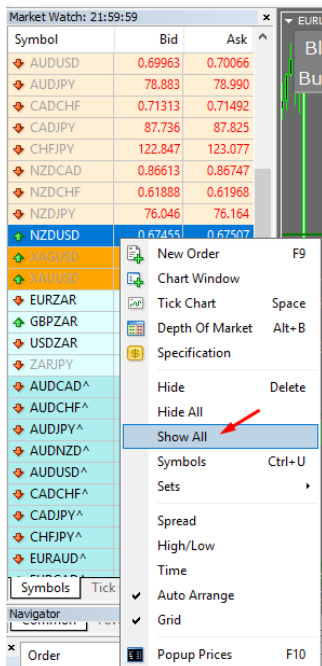 Market Watch: 21:59:59 × EURU
Symbol Bid Ask
Bl
AUDUSD 0.69963 0.70066
Bu
AUDJPY 78.883 78.990
CADCHF 0.71313 0.71492
CADJPY 87.736 87.825
CHFJPY 122.847 123.077
NZDCAD 0.86613 0.86747
NZDCHF 0.61888 0.61968
NZDJPY 76.046 76.164
NZDUSD 0.67455 0.67507
XAGUSD
XAUUSD
EURZAR
GBPZAR
USDZAR
ZARJPY
AUDCAD^
AUDCHF^
AUDJPY^
AUDNZD^
AUDUSD^
CADCHF^
CADJPY^
CHFJPY^
EURAUD^
EURCAD^
Symbols Tick
Navigator
Common
Order
New Order F9
Chart Window
Tick Chart Space
Depth Of Market Alt+B
Specification
Hide Delete
Hide All
Show All
Symbols Ctrl+U
Sets
Spread
High/Low
Time
Auto Arrange
Grid
Popup Prices F10